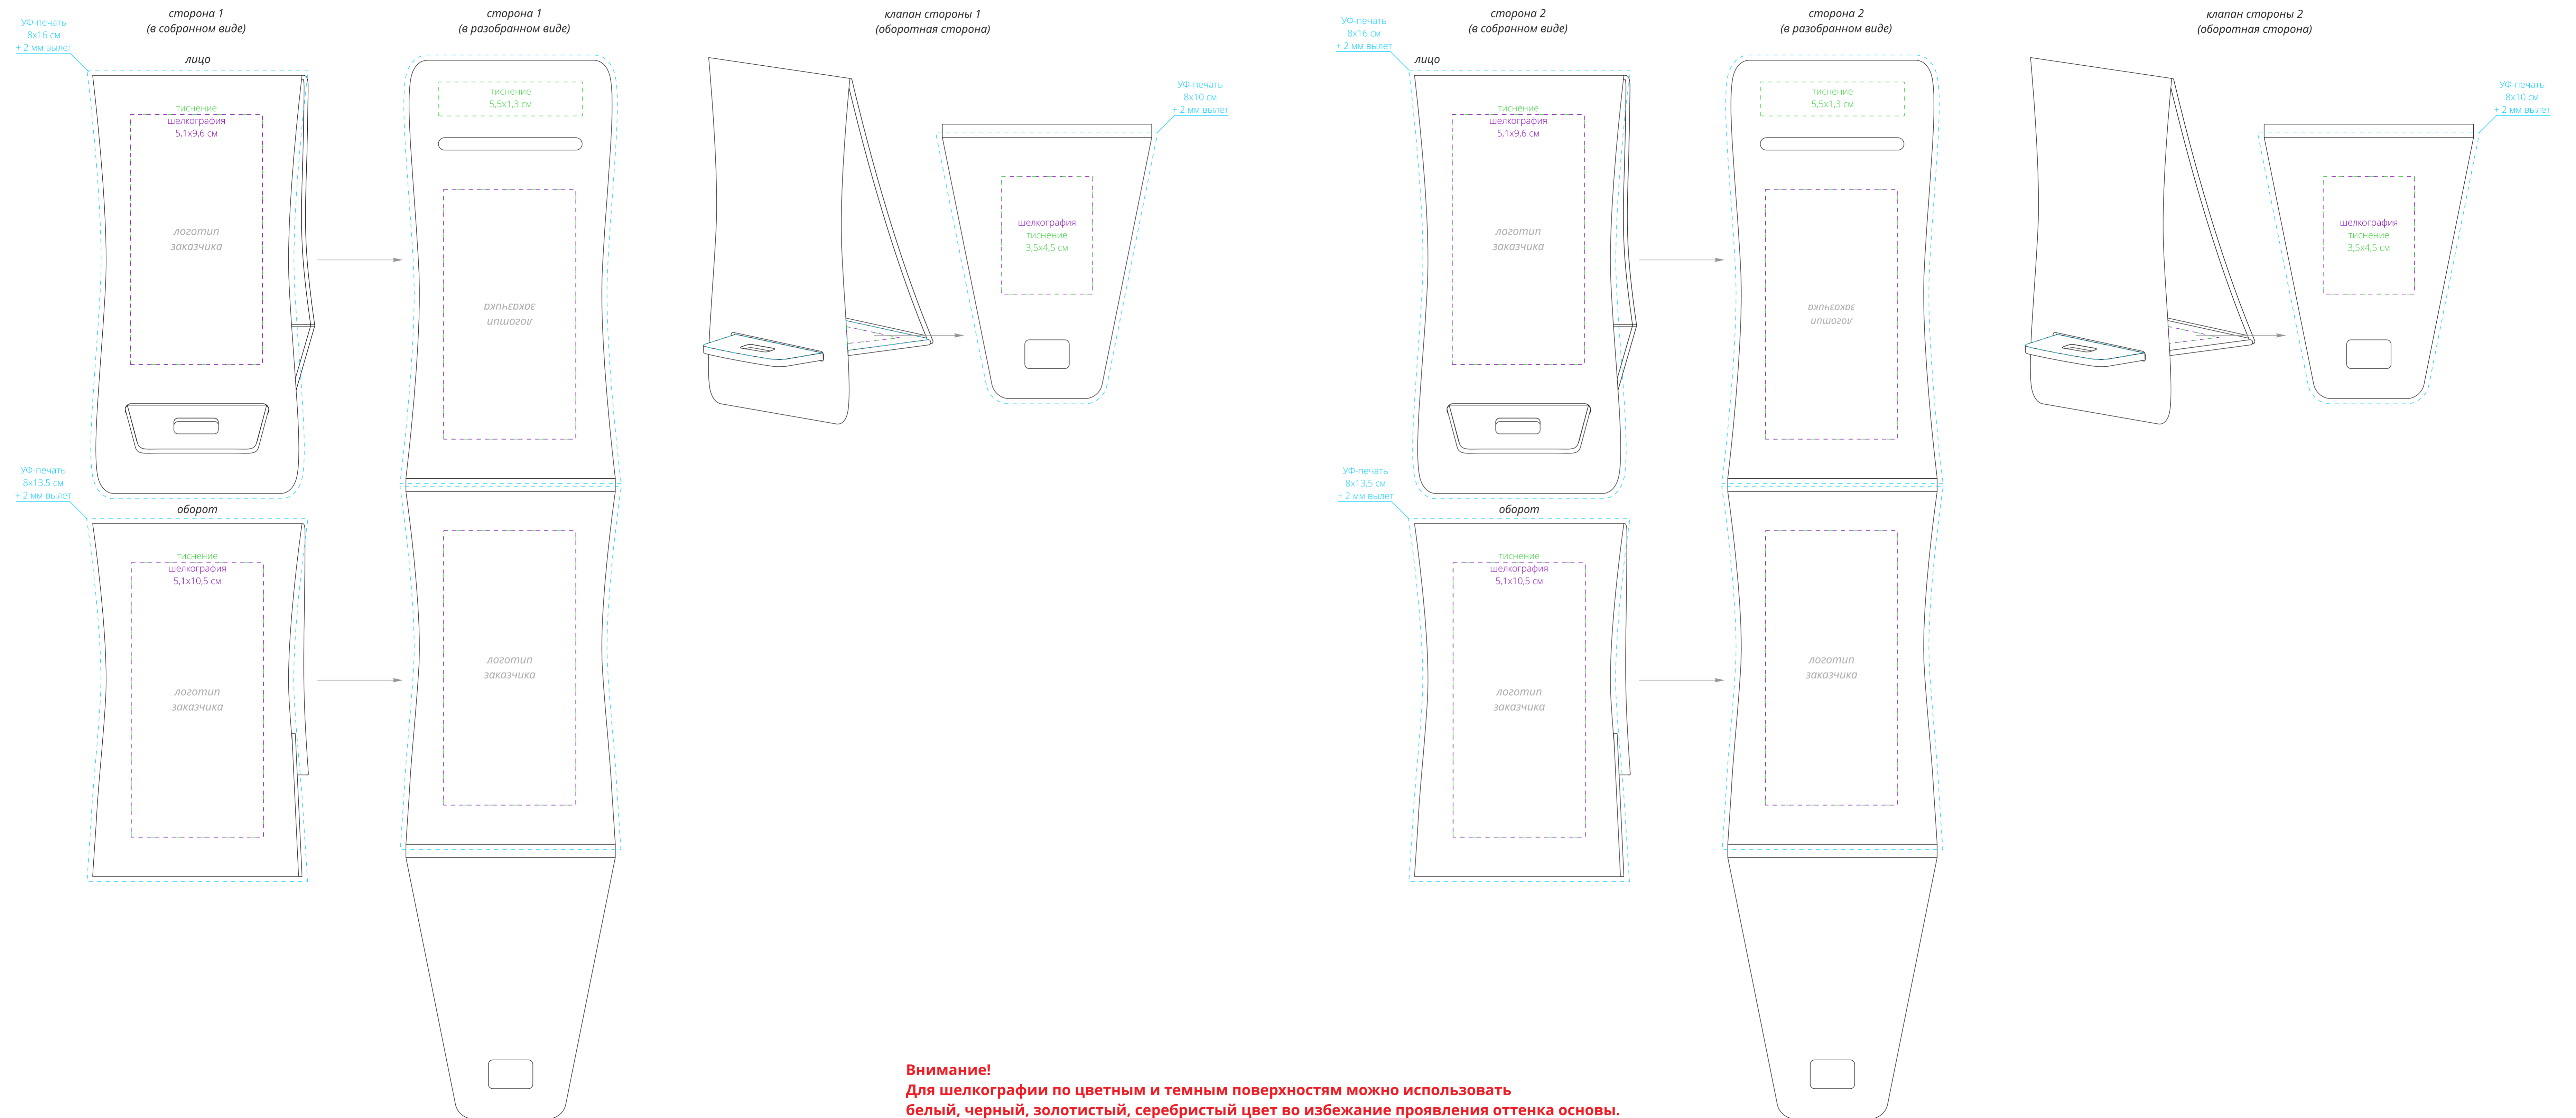 сторона 1
(в собранном виде)
УФ-печать
8х16 см
+ 2 мм вылет
лицо
тиснение
шелкография
5,1х9,6 см
логотип
заказчика
УФ-печать
8х13,5 см
+ 2 мм вылет
оборот
тиснение
шелкография
5,1х10,5 см
логотип
заказчика
сторона 1
(в разобранном виде)
тиснение
5,5х1,3 см
логотип
заказчика
логотип
заказчика
клапан стороны 1
(оборотная сторона)
УФ-печать
8х10 см
+ 2 мм вылет
шелкография
тиснение
3,5х4,5 см
сторона 2
(в собранном виде)
УФ-печать
8х16 см
+ 2 мм вылет
лицо
тиснение
шелкография
5,1х9,6 см
логотип
заказчика
УФ-печать
8х13,5 см
+ 2 мм вылет
оборот
тиснение
шелкография
5,1х10,5 см
логотип
заказчика
сторона 2
(в разобранном виде)
тиснение
5,5х1,3 см
логотип
заказчика
логотип
заказчика
клапан стороны 2
(оборотная сторона)
УФ-печать
8х10 см
+ 2 мм вылет
шелкография
тиснение
3,5х4,5 см
Внимание!
Для шелкографии по цветным и темным поверхностям можно использовать
белый, черный, золотистый, серебристый цвет во избежание проявления оттенка основы.